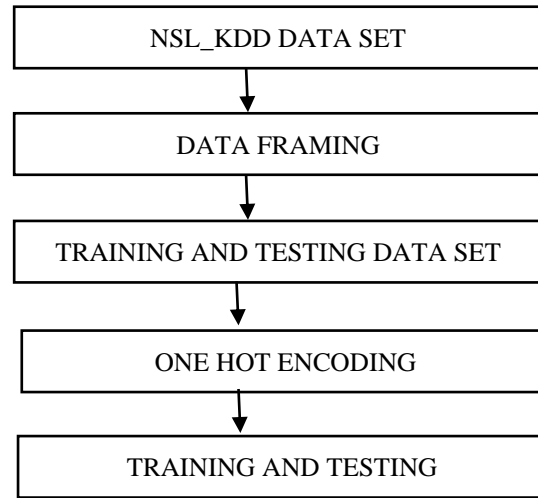 NSL_KDD DATA SET
DATA FRAMING
TRAINING AND TESTING DATA SET
ONE HOT ENCODING
TRAINING AND TESTING